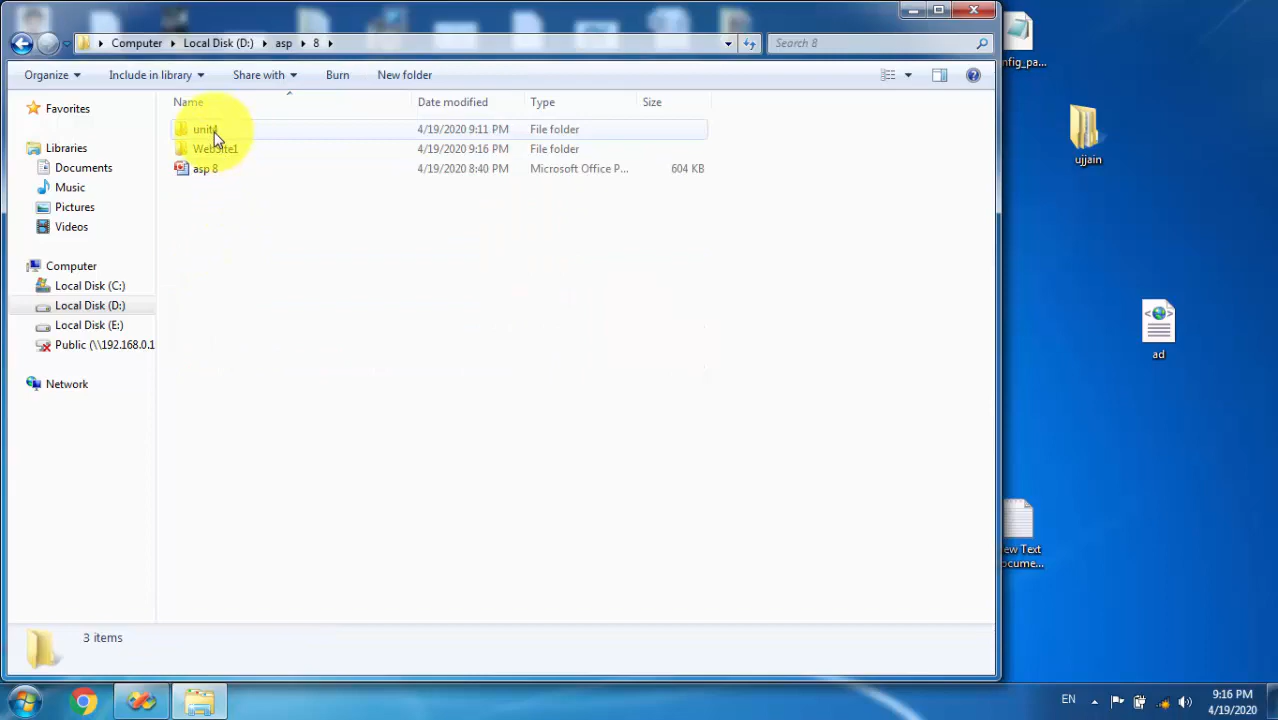 Computer Local Disk (D:) asp 8
Search 8
Organize Include in library Share with Burn New folder
Name Date modified Type Size
4/19/2020 9:11 PM File folder
WebSite1 4/19/2020 9:16 PM File folder
asp 8 4/19/2020 8:40 PM Microsoft Office P... 604 KB
Favorites
Libraries
Documents
Music
Pictures
Videos
Computer
Local Disk (C:)
Local Disk (D:)
Local Disk (E:)
Public (\\192.168.0.1
Network
3 items
nfig_pa...
ujjain
ad
ew Text
ocume...
EN
9:16 PM
4/19/2020